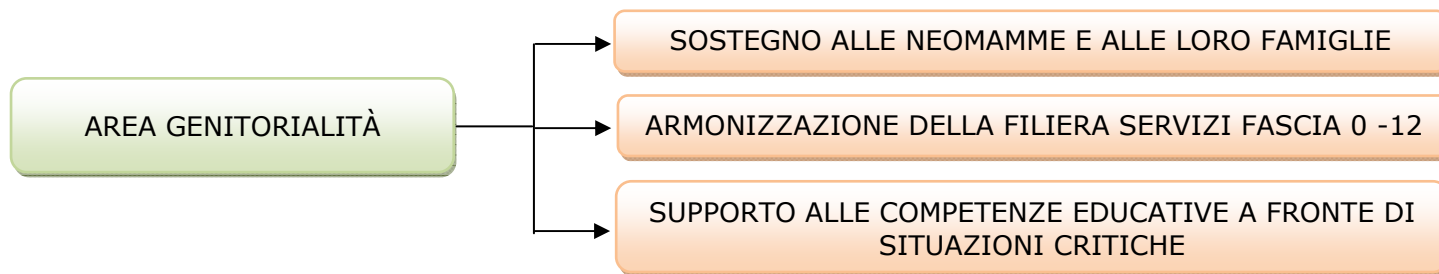 SOSTEGNO ALLE NEOMAMME E ALLE LORO FAMIGLIE
AREA GENITORIALITÀ
ARMONIZZAZIONE DELLA FILIERA SERVIZI FASCIA 0 -12
SUPPORTO ALLE COMPETENZE EDUCATIVE A FRONTE DI
SITUAZIONI CRITICHE